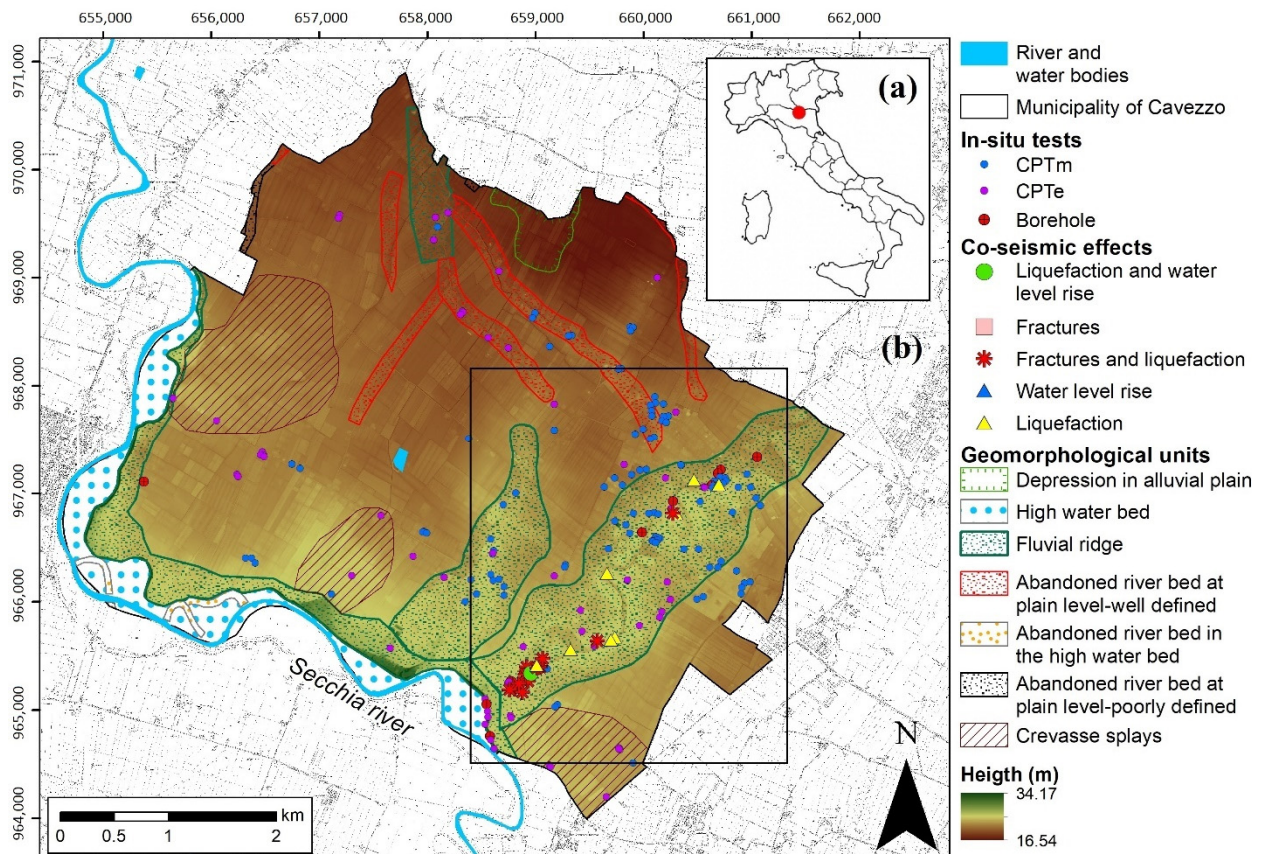 655,000 656,000 657,000 658,000 659,000 660,000 661,000 662,000
971,000
970,000
969,000
968,000
967,000
966,000
965,000
964,000
(a)
(b)
Secchia river
N
km
0 0.5 1 2
River and
water bodies
Municipality of Cavezzo
In-situ tests
CPTm
CPTe
Borehole
Co-seismic effects
Liquefaction and water
level rise
Fractures
Fractures and liquefaction
Water level rise
Liquefaction
Geomorphological units
Depression in alluvial plain
High water bed
Fluvial ridge
Abandoned river bed at
plain level-well defined
Abandoned river bed in
the high water bed
Abandoned river bed at
plain level-poorly defined
Crevasse splays
Heigth (m)
34.17
16.54